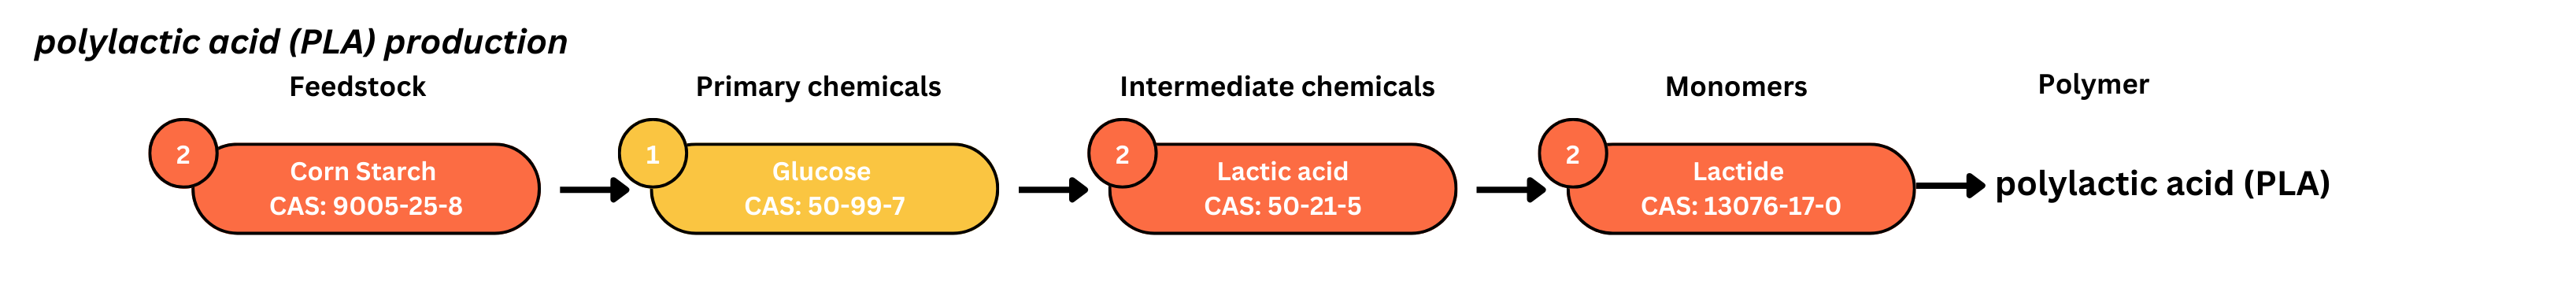 polylactic acid (PLA) production
Feedstock
Primary chemicals
Intermediate chemicals
Monomers
Polymer
2
Corn Starch
CAS: 9005-25-8
1
Glucose
CAS: 50-99-7
2
Lactic acid
CAS: 50-21-5
2
Lactide
CAS: 13076-17-0
polylactic acid (PLA)